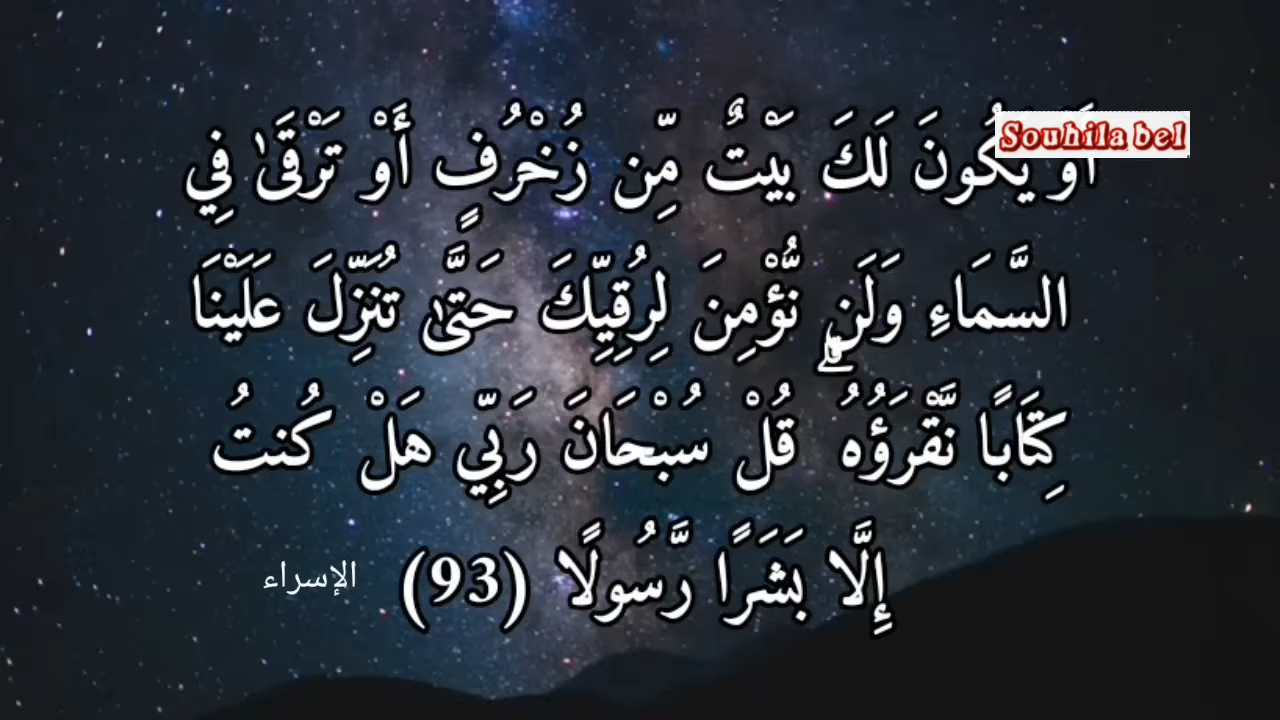 Souhila bel
أَوْ يَكُونَ لَكَ بَيْتٌ مِّن زُخْرُفٍ أَوْ تَرْقَىٰ فِي
السَّمَاءِ وَلَن نُّؤْمِنَ لِرُقِيِّكَ حَتَّىٰ تُنَزِّلَ عَلَيْنَا
كِتَابًا نَّقْرَؤُهُ ۗ قُلْ سُبْحَانَ رَبِّي هَلْ كُنتُ
إِلَّا بَشَرًا رَّسُولًا (93) الإسراء